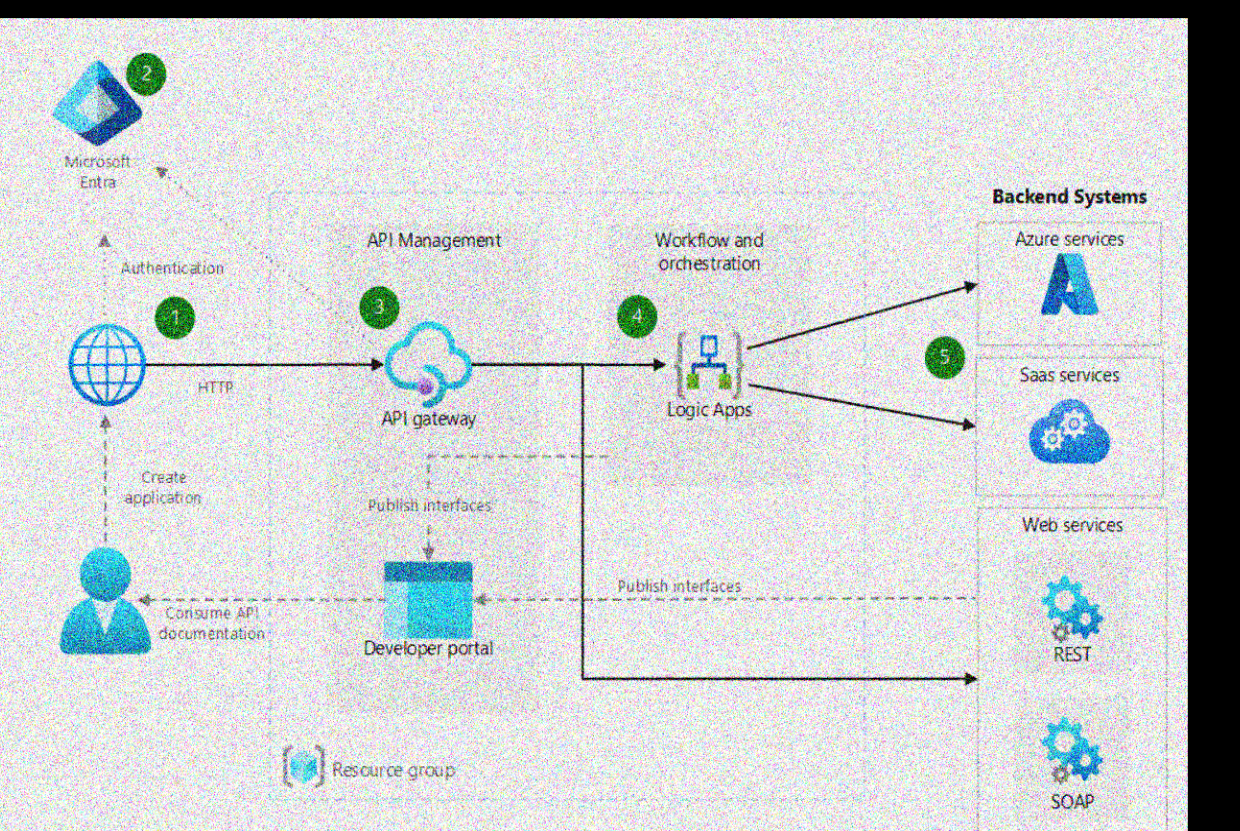 2
Microsoft
Entra
Backend Systems
API Management
Workflow and
orchestration
Azure services
Authentication
1
3
4
5
HTTP
API gateway
Logic Apps
Saas services
Create
application
Publish interfaces
Web services
Publish interfaces
Consume API
documentation
Developer portal
REST
Resource group
SOAP